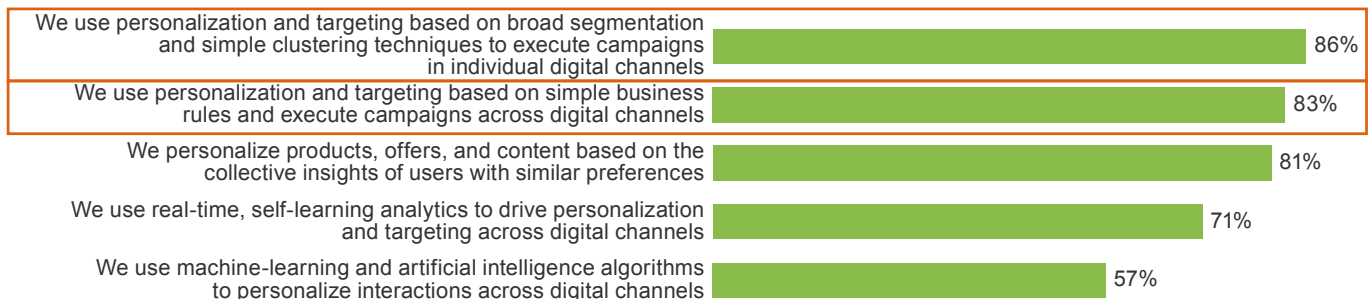 We use personalization and targeting based on broad segmentation
and simple clustering techniques to execute campaigns
in individual digital channels
86%
We use personalization and targeting based on simple business
rules and execute campaigns across digital channels
83%
We personalize products, offers, and content based on the
collective insights of users with similar preferences
81%
We use real-time, self-learning analytics to drive personalization
and targeting across digital channels
71%
We use machine-learning and artificial intelligence algorithms
to personalize interactions across digital channels
57%